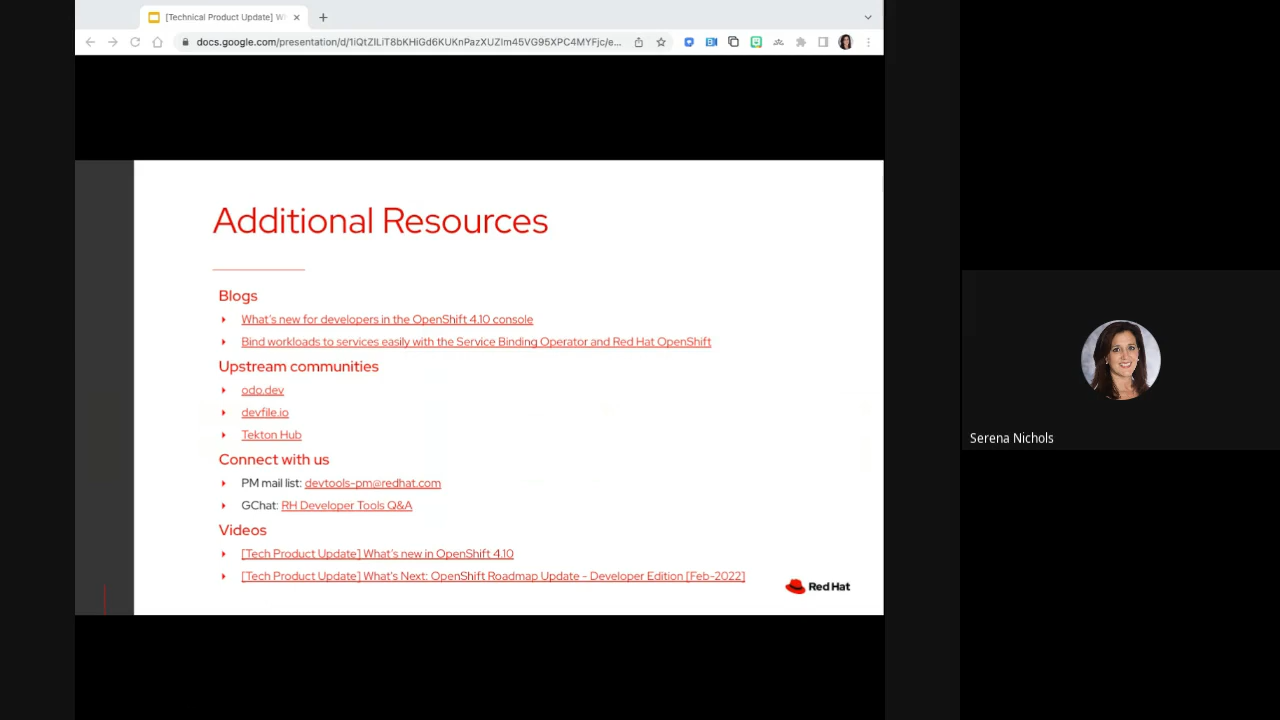 [Technical Product Update] W
docs.google.com/presentation/d/1iQtZILiT8bKHiGd6KUKnPazXUZIm45VG95XPC4MYFjc/e...
Additional Resources
Blogs
What's new for developers in the OpenShift 4.10 console
Bind workloads to services easily with the Service Binding Operator and Red Hat OpenShift
Upstream communities
odo.dev
devfile.io
Tekton Hub
Connect with us
PM mail list: devtools-pm@redhat.com
GChat: RH Developer Tools Q&A
Videos
[Tech Product Update] What's new in OpenShift 4.10
[Tech Product Update] What's Next: OpenShift Roadmap Update - Developer Edition [Feb-2022]
Red Hat
Serena Nichols